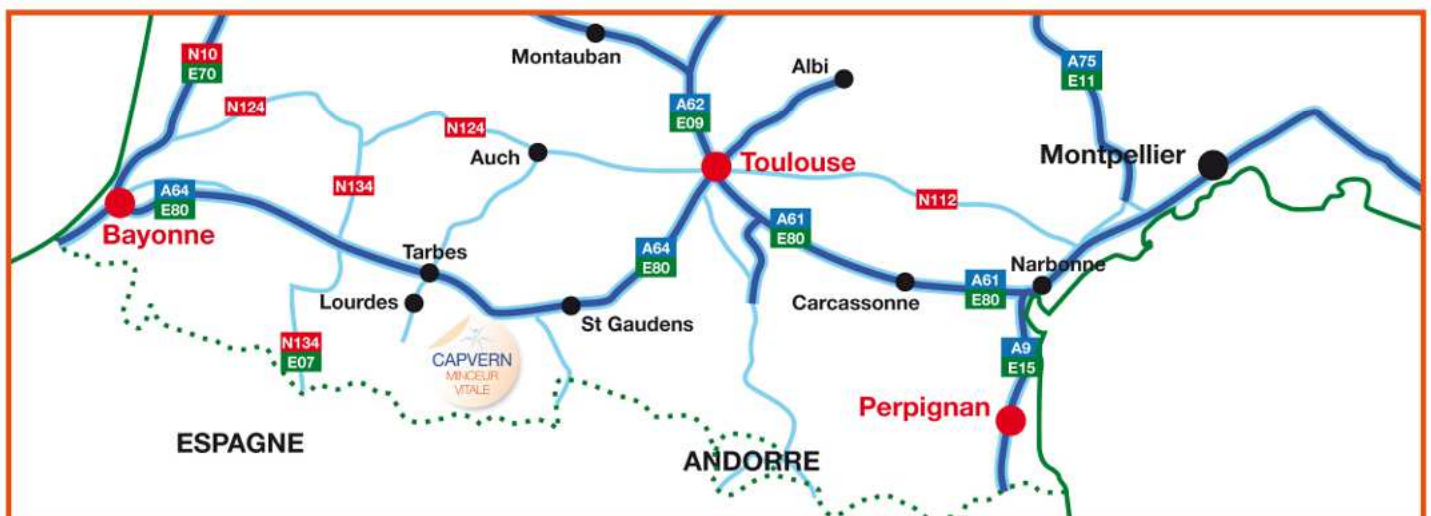 N10
E70
Montauban
Albi
A75
E11
N124
A62
E09
N124
Auch
Toulouse
Montpellier
N134
A64
E80
N112
Bayonne
A61
E80
Tarbes
A64
E80
Narbonne
Lourdes
Carcassonne
A61
E80
St Gaudens
N134
E07
CAPVERN
MINCEUR
VITALE
A9
E15
Perpignan
ESPAGNE
ANDORRE